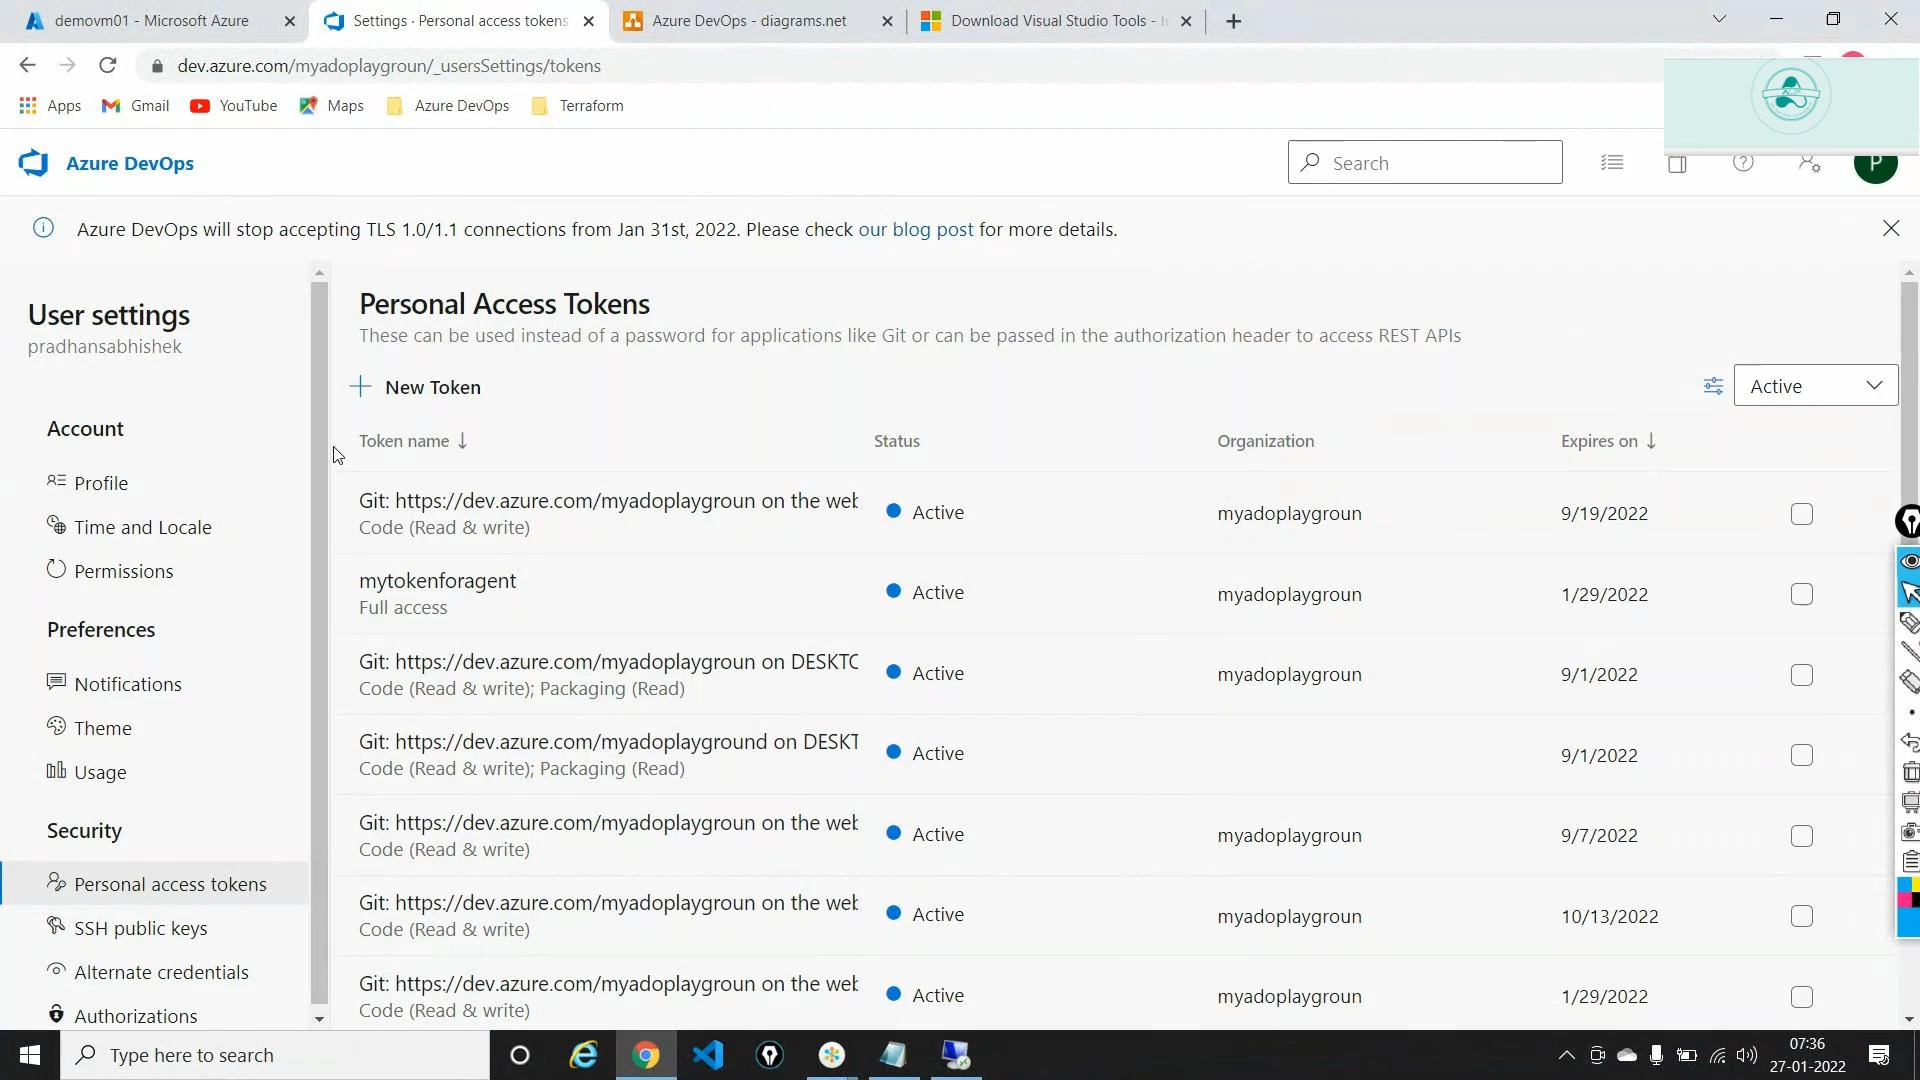 demovm01 - Microsoft Azure
Settings · Personal access tokens
Azure DevOps - diagrams.net
Download Visual Studio Tools - I
dev.azure.com/myadoplaygroun/_usersSettings/tokens
Apps
Gmail
YouTube
Maps
Azure DevOps
Terraform
Azure DevOps
Search
P
Azure DevOps will stop accepting TLS 1.0/1.1 connections from Jan 31st, 2022. Please check our blog post for more details.
User settings
pradhansabhishek
Account
Profile
Time and Locale
Permissions
Preferences
Notifications
Theme
Usage
Security
Personal access tokens
SSH public keys
Alternate credentials
Authorizations
Personal Access Tokens
These can be used instead of a password for applications like Git or can be passed in the authorization header to access REST APIs
New Token
Active
Token name
Status
Organization
Expires on
Git: https://dev.azure.com/myadoplaygroun on the web
Code (Read & write)
Active
myadoplaygroun
9/19/2022
mytokenforagent
Full access
Active
myadoplaygroun
1/29/2022
Git: https://dev.azure.com/myadoplaygroun on DESKTO
Code (Read & write); Packaging (Read)
Active
myadoplaygroun
9/1/2022
Git: https://dev.azure.com/myadoplayground on DESKT
Code (Read & write); Packaging (Read)
Active
9/1/2022
Git: https://dev.azure.com/myadoplaygroun on the web
Code (Read & write)
Active
myadoplaygroun
9/7/2022
Git: https://dev.azure.com/myadoplaygroun on the web
Code (Read & write)
Active
myadoplaygroun
10/13/2022
Git: https://dev.azure.com/myadoplaygroun on the web
Code (Read & write)
Active
myadoplaygroun
1/29/2022
Type here to search
07:36
27-01-2022